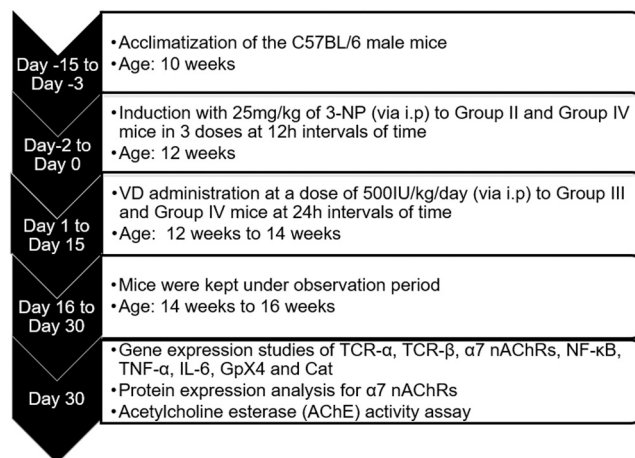 Day -15 to
Day -3
•Acclimatization of the C57BL/6 male mice
•Age: 10 weeks
Day-2 to
Day 0
•Induction with 25mg/kg of 3-NP (via i.p) to Group II and Group IV
mice in 3 doses at 12h intervals of time
•Age: 12 weeks
Day 1 to
Day 15
•VD administration at a dose of 500IU/kg/day (via i.p) to Group III
and Group IV mice at 24h intervals of time
•Age: 12 weeks to 14 weeks
Day 16 to
Day 30
•Mice were kept under observation period
•Age: 14 weeks to 16 weeks
Day 30
•Gene expression studies of TCR-α, TCR-β, α7 nAChRs, NF-κB,
TNF-α, IL-6, GpX4 and Cat
•Protein expression analysis for α7 nAChRs
•Acetylcholine esterase (AChE) activity assay